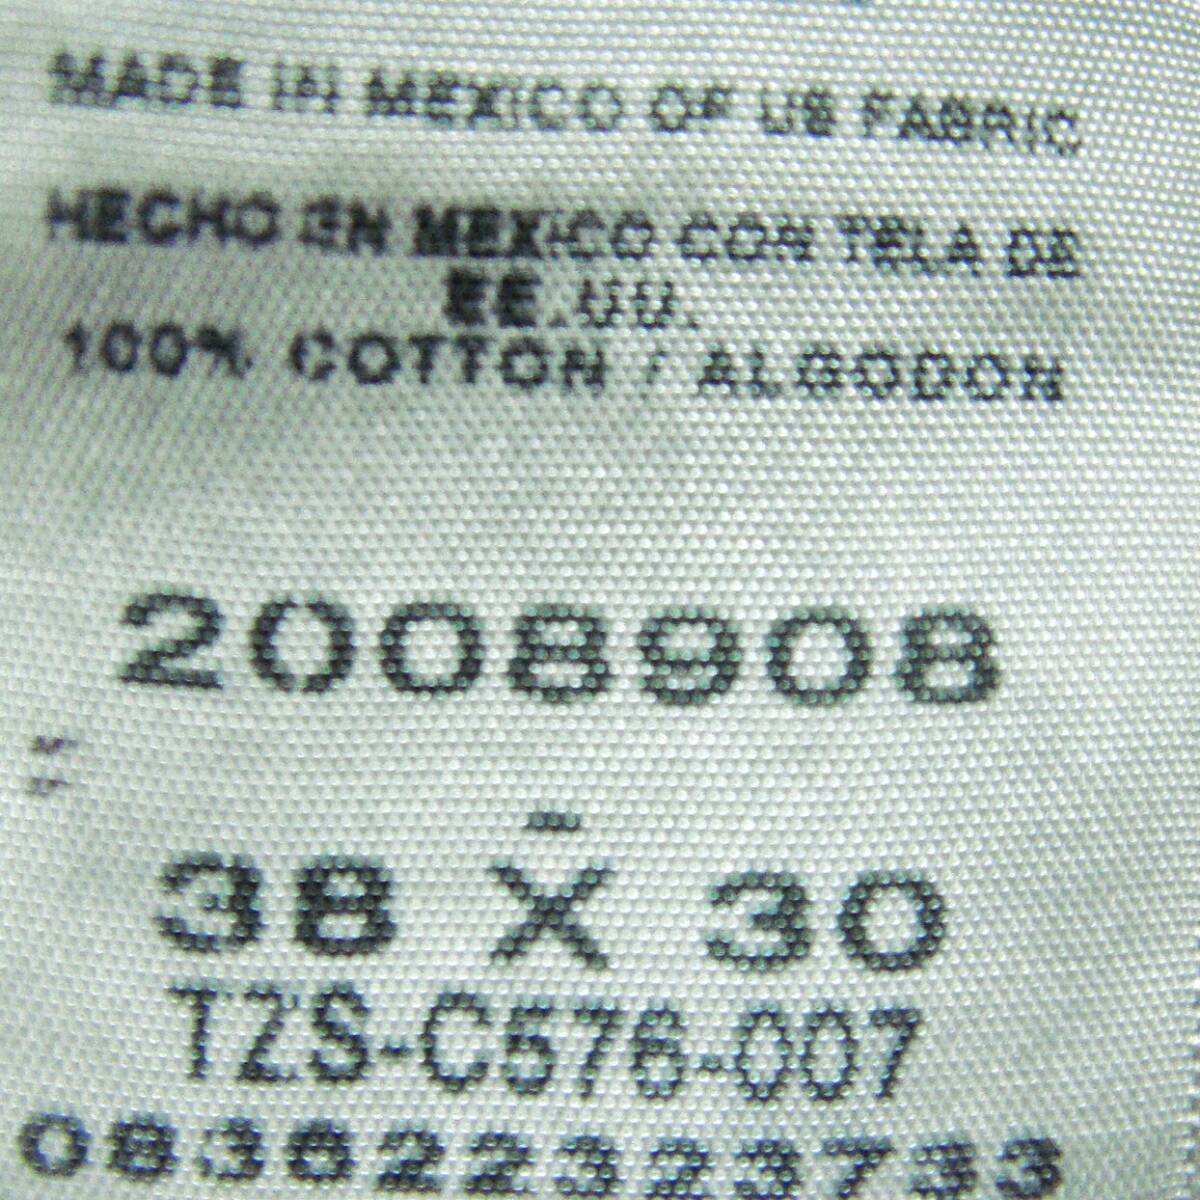 MADE IN MEXICO OF US FABRIC
HECHO EN MEXICO CON TELA DE
EE.UU.
100% COTTON / ALGODON
2008908
38 X 30
TZS-C576-007
083622323733